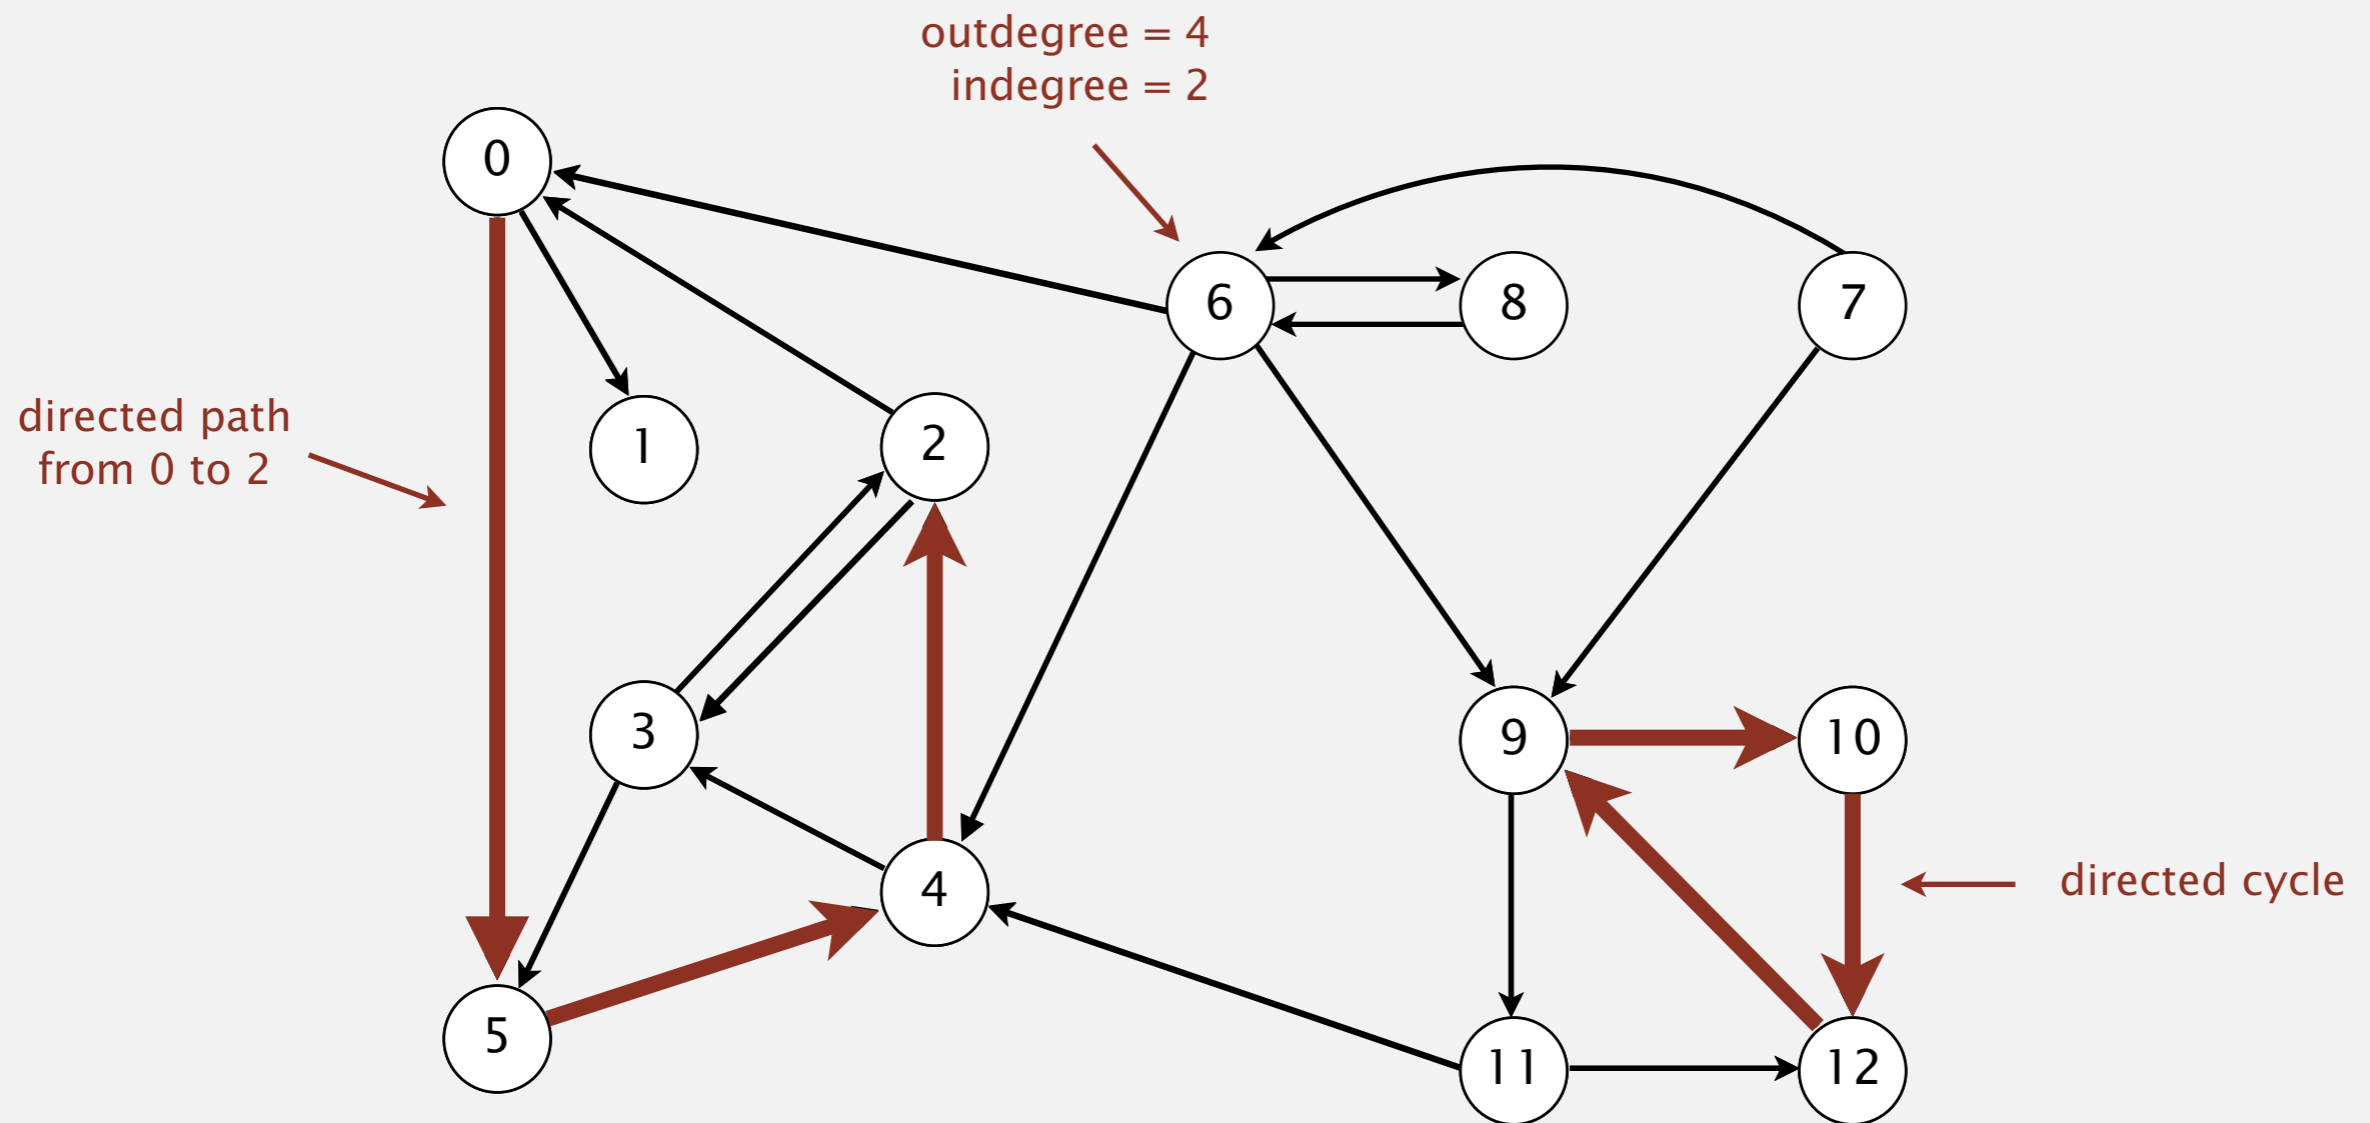 outdegree = 4
indegree = 2
0
6
8
7
directed path
from 0 to 2
1
2
3
9
10
4
directed cycle
5
11
12